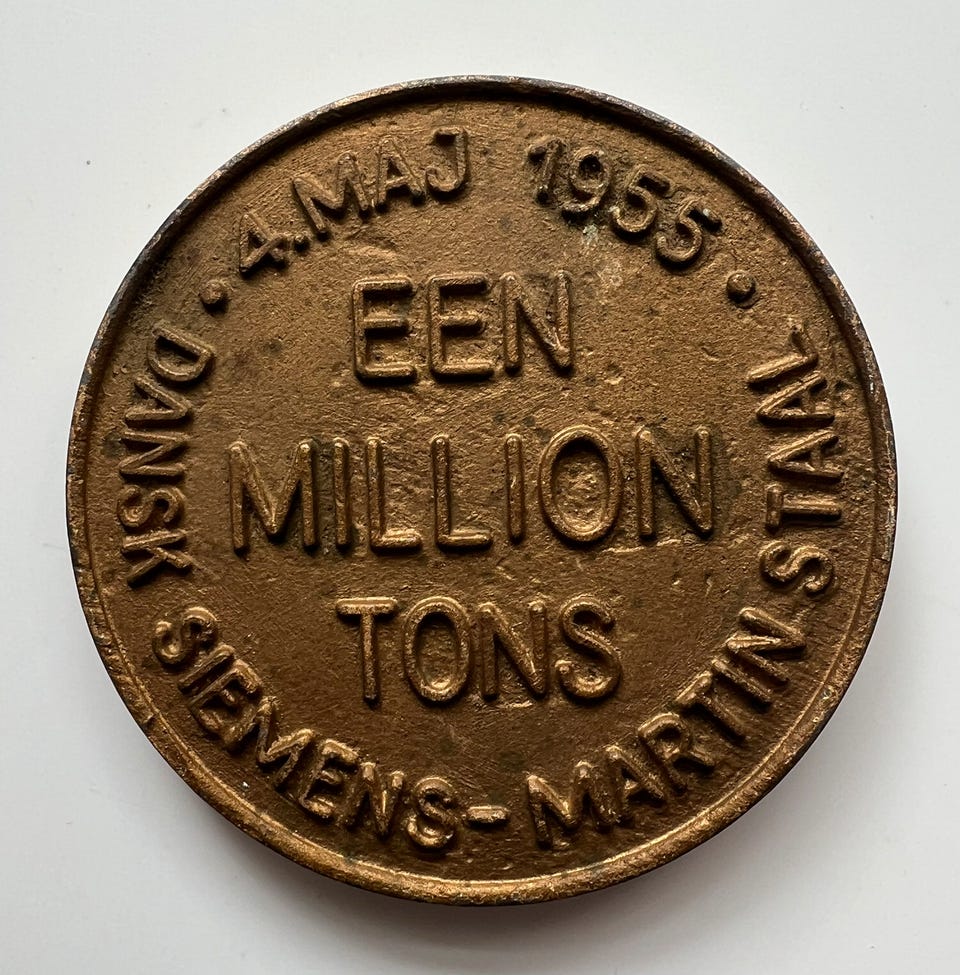 • 4. MAJ 1955 •
EEN
MILLION
TONS
DANSK SIEMENS-MARTIN STAAL